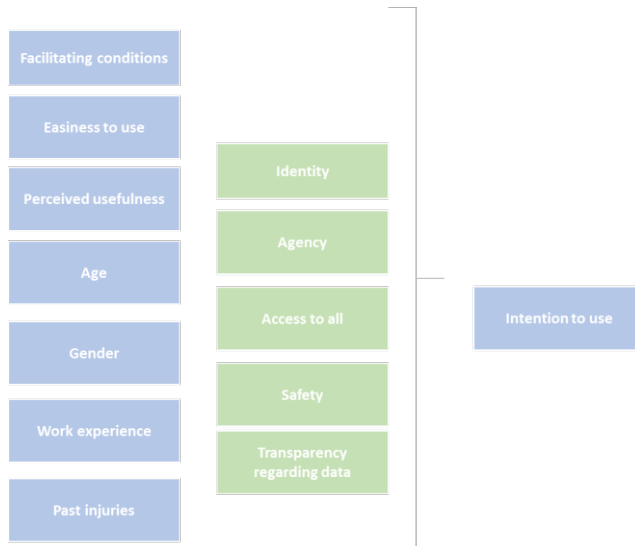 Facilitating conditions
Easiness to use
Perceived usefulness
Age
Gender
Work experience
Past injuries
Identity
Agency
Access to all
Safety
Transparency
regarding data
Intention to use